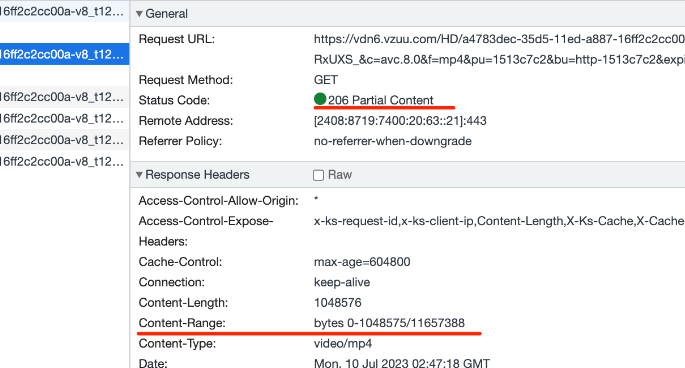 16ff2c2cc00a-v8_t12...
16ff2c2cc00a-v8_t12...
16ff2c2cc00a-v8_t12...
16ff2c2cc00a-v8_t12...
16ff2c2cc00a-v8_t12...
16ff2c2cc00a-v8_t12...
General
Request URL: https://vdn6.vzuu.com/HD/a4783dec-35d5-11ed-a887-16ff2c2cc00
RxUXS_&c=avc.8.0&f=mp4&pu=1513c7c2&bu=http-1513c7c2&expi
Request Method: GET
Status Code: 206 Partial Content
Remote Address: [2408:8719:7400:20:63::21]:443
Referrer Policy: no-referrer-when-downgrade
Response Headers Raw
Access-Control-Allow-Origin: *
Access-Control-Expose- x-ks-request-id,x-ks-client-ip,Content-Length,X-Ks-Cache,X-Cache
Headers:
Cache-Control: max-age=604800
Connection: keep-alive
Content-Length: 1048576
Content-Range: bytes 0-1048575/11657388
Content-Type: video/mp4
Date: Mon, 10 Jul 2023 02:47:18 GMT